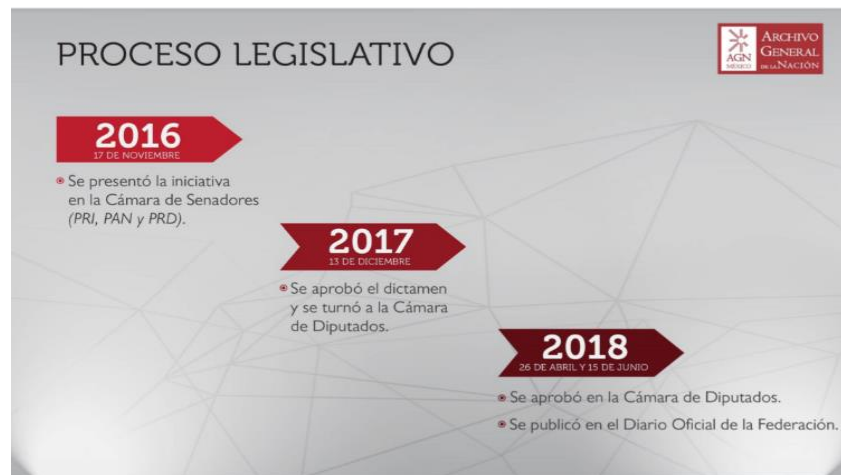 PROCESO LEGISLATIVO
AGN
MÉXICO
ARCHIVO
GENERAL
DE LA NACIÓN
2016
17 DE NOVIEMBRE
Se presentó la iniciativa
en la Cámara de Senadores
(PRI, PAN y PRD).
2017
13 DE DICIEMBRE
Se aprobó el dictamen
y se turnó a la Cámara
de Diputados.
2018
26 DE ABRIL Y 15 DE JUNIO
Se aprobó en la Cámara de Diputados.
Se publicó en el Diario Oficial de la Federación.